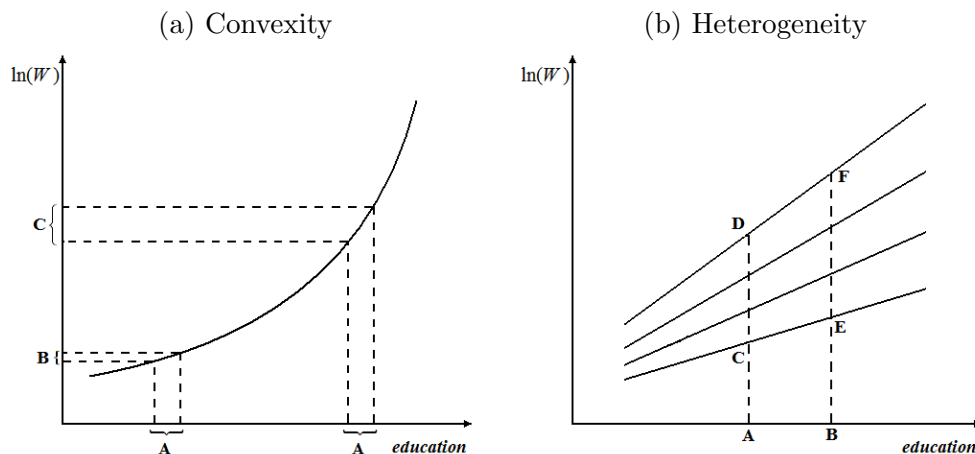 (a) Convexity
ln(W)
C
B
A
A
education
(b) Heterogeneity
ln(W)
F
D
E
C
A
B
education